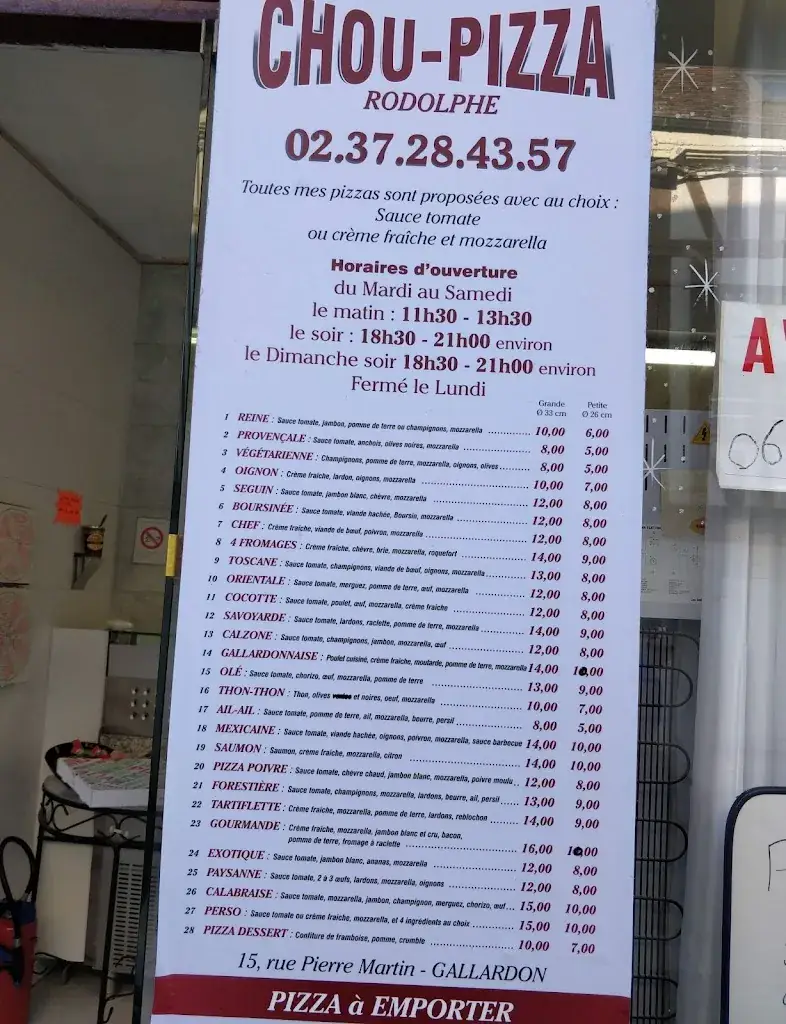 CHOU-PIZZA
RODOLPHE
02.37.28.43.57
Toutes mes pizzas sont proposées avec au choix :
Sauce tomate
ou crème fraîche et mozzarella
Horaires d'ouverture
du Mardi au Samedi
le matin : 11h30 - 13h30
le soir : 18h30 - 21h00 environ
le Dimanche soir 18h30 - 21h00 environ
Fermé le Lundi
Grande Petite
Ø 33 cm Ø 26 cm
1 REINE : Sauce tomate, jambon, pomme de terre ou champignons, mozzarella 10,00 6,00
2 PROVENÇALE : Sauce tomate, anchois, olives noires, mozzarella 8,00 5,00
3 VÉGÉTARIENNE : Champignons, pomme de terre, mozzarella, oignons, olives 8,00 5,00
4 OIGNON : Crème fraîche, lardon, oignons, mozzarella 10,00 7,00
5 SEGUIN : Sauce tomate, jambon blanc, chèvre, mozzarella 12,00 8,00
6 BOURSINÉE : Sauce tomate, viande hachée, Boursin, mozzarella 12,00 8,00
7 CHEF : Crème fraîche, viande de bœuf, poivron, mozzarella 12,00 8,00
8 4 FROMAGES : Crème fraîche, chèvre, brie, mozzarella, roquefort 14,00 9,00
9 TOSCANE : Sauce tomate, champignons, viande de bœuf, oignons, mozzarella 13,00 8,00
10 ORIENTALE : Sauce tomate, merguez, pomme de terre, œuf, mozzarella 12,00 8,00
11 COCOTTE : Sauce tomate, poulet, œuf, mozzarella, crème fraîche 12,00 8,00
12 SAVOYARDE : Sauce tomate, lardons, raclette, pomme de terre, mozzarella 14,00 9,00
13 CALZONE : Sauce tomate, champignons, jambon, mozzarella, œuf 12,00 8,00
14 GALLARDONNAISE : Poulet cuisiné, crème fraîche, moutarde, pomme de terre, mozzarella 14,00 10,00
15 OLÉ : Sauce tomate, chorizo, œuf, mozzarella, pomme de terre 13,00 9,00
16 THON-THON : Thon, olives et noires, oeuf, mozzarella 10,00 7,00
17 AIL-AIL : Sauce tomate, pomme de terre, ail, mozzarella, beurre, persil 8,00 5,00
18 MEXICAINE : Sauce tomate, viande hachée, oignons, poivron, mozzarella, sauce barbecue 14,00 10,00
19 SAUMON : Saumon, crème fraîche, mozzarella, citron 14,00 10,00
20 PIZZA POIVRE : Sauce tomate, chèvre chaud, jambon blanc, mozzarella, poivre moulu 12,00 8,00
21 FORESTIÈRE : Sauce tomate, champignons, mozzarella, lardons, beurre, ail, persil 13,00 9,00
22 TARTIFLETTE : Crème fraîche, mozzarella, pomme de terre, lardons, reblochon 14,00 9,00
23 GOURMANDE : Crème fraîche, mozzarella, jambon blanc et cru, bacon,
pomme de terre, fromage à raclette 16,00 10,00
24 EXOTIQUE : Sauce tomate, jambon blanc, ananas, mozzarella 12,00 8,00
25 PAYSANNE : Sauce tomate, 2 à 3 œufs, lardons, mozzarella, oignons 12,00 8,00
26 CALABRAISE : Sauce tomate, mozzarella, jambon, champignon, merguez, chorizo, œuf 15,00 10,00
27 PERSO : Sauce tomate ou crème fraîche, mozzarella, et 4 ingrédients au choix 15,00 10,00
28 PIZZA DESSERT : Confiture de framboise, pomme, crumble 10,00 7,00
15, rue Pierre Martin - GALLARDON
PIZZA à EMPORTER
06